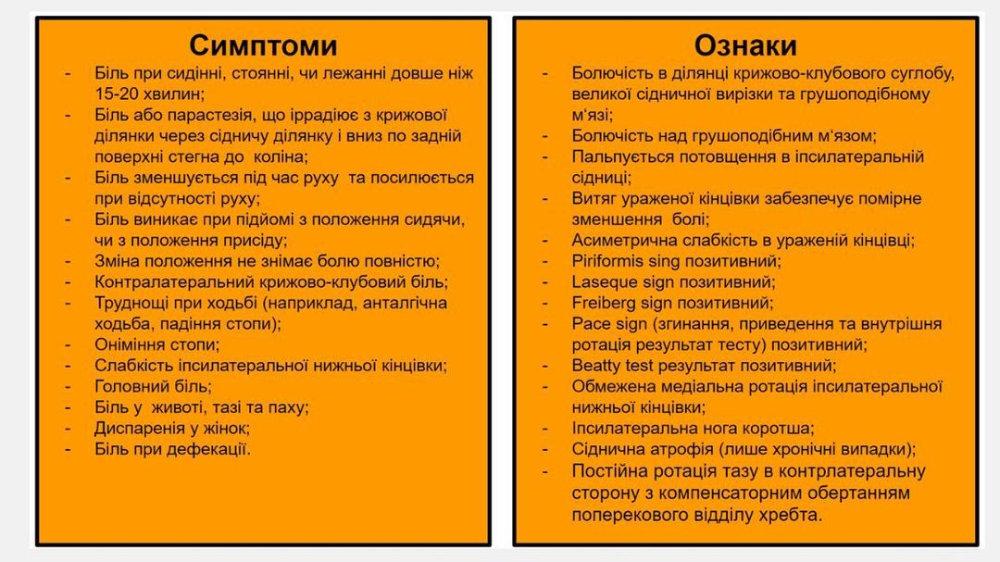 Симптоми
- Біль при сидінні, стоянні, чи лежанні довше ніж
15-20 хвилин;
- Біль або парастезія, що іррадіює з крижової
ділянки через сідничу ділянку і вниз по задній
поверхні стегна до коліна;
- Біль зменшується під час руху та посилюється
при відсутності руху;
- Біль виникає при підйомі з положення сидячи,
чи з положення присіду;
- Зміна положення не знімає болю повністю;
- Контралатеральний крижово-клубовий біль;
- Труднощі при ходьбі (наприклад, анталгічна
ходьба, падіння стопи);
- Оніміння стопи;
- Слабкість іпсилатеральної нижньої кінцівки;
- Головний біль;
- Біль у животі, тазі та паху;
- Диспаренія у жінок;
- Біль при дефекації.
Ознаки
- Болючість в ділянці крижово-клубового суглобу,
великої сідничної вирізки та грушоподібному
м‘язі;
- Болючість над грушоподібним м‘язом;
- Пальпується потовщення в іпсилатеральній
сідниці;
- Витяг ураженої кінцівки забезпечує помірне
зменшення болі;
- Асиметрична слабкість в ураженій кінцівці;
- Piriformis sing позитивний;
- Laseque sign позитивний;
- Freiberg sign позитивний;
- Pace sign (згинання, приведення та внутрішня
ротація результат тесту) позитивний;
- Beatty test результат позитивний;
- Обмежена медіальна ротація іпсилатеральної
нижньої кінцівки;
- Іпсилатеральна нога коротша;
- Сіднична атрофія (лише хронічні випадки);
- Постійна ротація тазу в контрлатеральну
сторону з компенсаторним обертанням
поперекового відділу хребта.